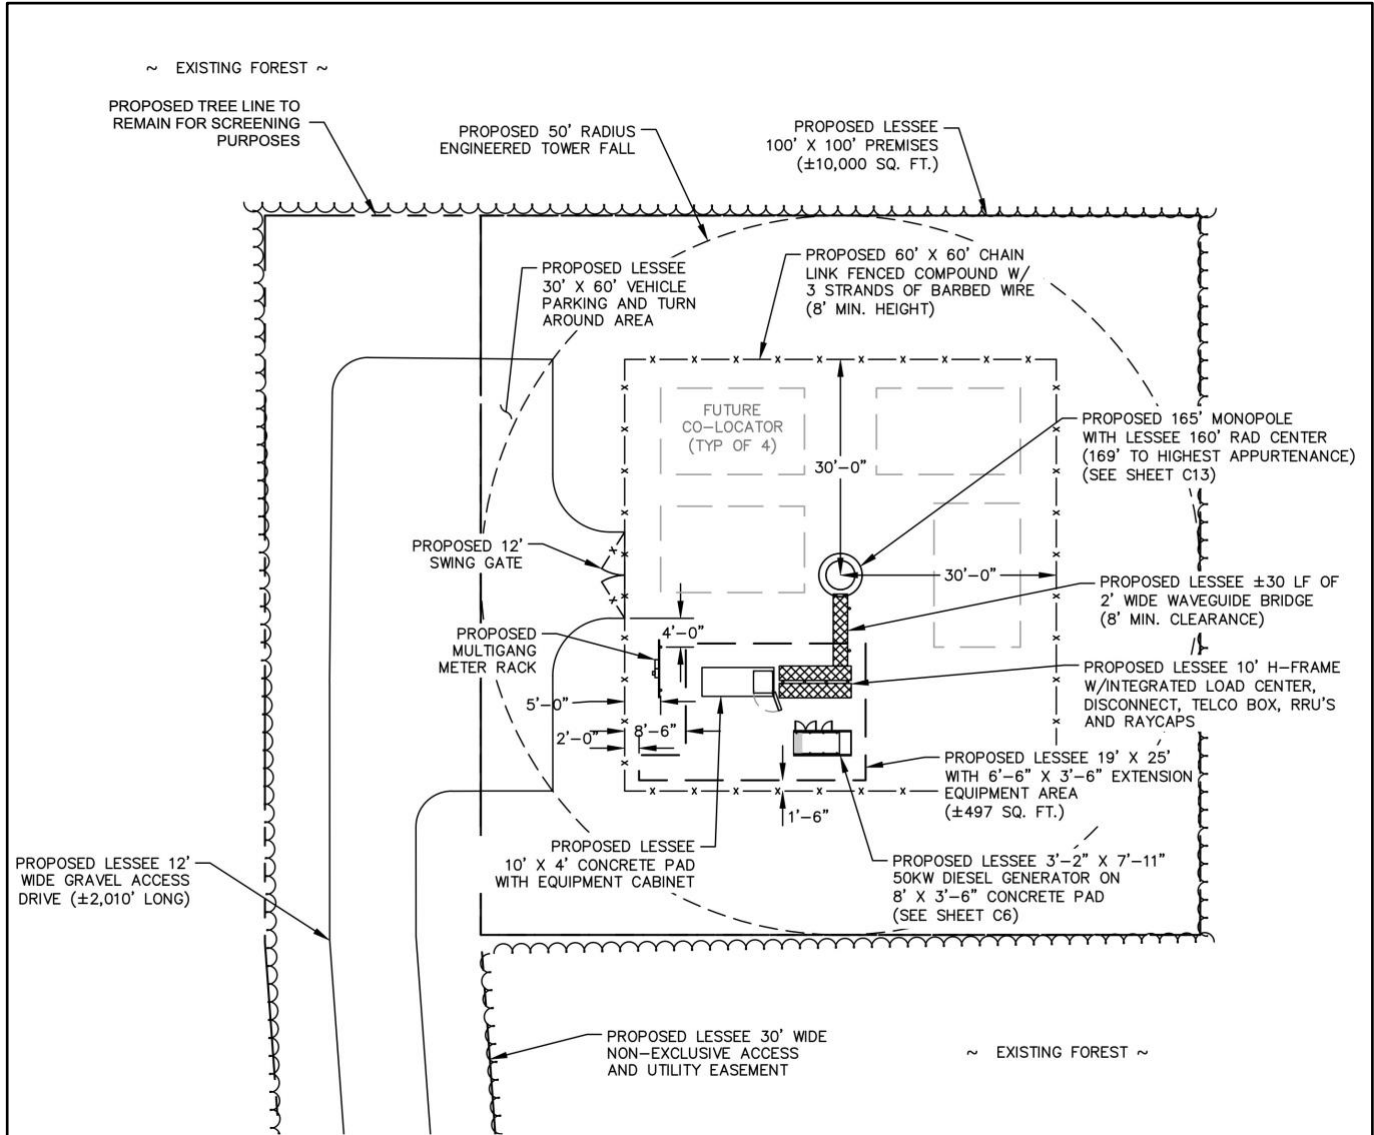 ~ EXISTING FOREST ~
PROPOSED TREE LINE TO
REMAIN FOR SCREENING
PURPOSES
PROPOSED 50' RADIUS
ENGINEERED TOWER FALL
PROPOSED LESSEE
100' X 100' PREMISES
(±10,000 SQ. FT.)
PROPOSED LESSEE
30' X 60' VEHICLE
PARKING AND TURN
AROUND AREA
PROPOSED 60' X 60' CHAIN
LINK FENCED COMPOUND W/
3 STRANDS OF BARBED WIRE
(8' MIN. HEIGHT)
FUTURE
CO-LOCATOR
(TYP OF 4)
30'-0"
PROPOSED 165' MONOPOLE
WITH LESSEE 160' RAD CENTER
(169' TO HIGHEST APPURTENANCE)
(SEE SHEET C13)
PROPOSED 12'
SWING GATE
30'-0"
PROPOSED LESSEE ±30 LF OF
2' WIDE WAVEGUIDE BRIDGE
(8' MIN. CLEARANCE)
PROPOSED
MULTIGANG
METER RACK
4'-0"
PROPOSED LESSEE 10' H-FRAME
W/INTEGRATED LOAD CENTER,
DISCONNECT, TELCO BOX, RRU'S
AND RAYCAPS
5'-0"
8'-6"
2'-0"
PROPOSED LESSEE 19' X 25'
WITH 6'-6" X 3'-6" EXTENSION
EQUIPMENT AREA
(±497 SQ. FT.)
1'-6"
PROPOSED LESSEE
10' X 4' CONCRETE PAD
WITH EQUIPMENT CABINET
PROPOSED LESSEE 3'-2" X 7'-11"
50KW DIESEL GENERATOR ON
8' X 3'-6" CONCRETE PAD
(SEE SHEET C6)
PROPOSED LESSEE 12'
WIDE GRAVEL ACCESS
DRIVE (±2,010' LONG)
PROPOSED LESSEE 30' WIDE
NON-EXCLUSIVE ACCESS
AND UTILITY EASEMENT
~ EXISTING FOREST ~